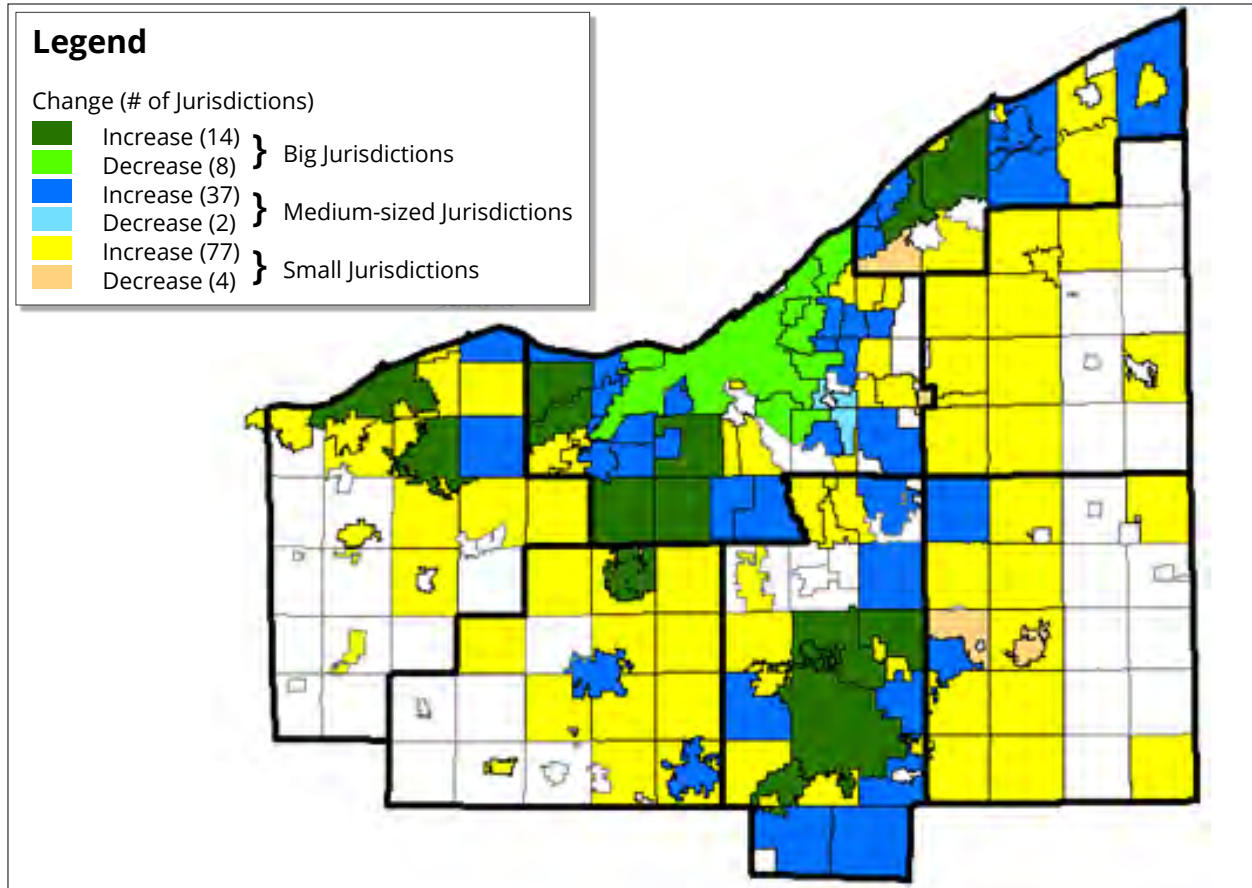 Legend
Change (# of Jurisdictions)
Increase (14)
} Big Jurisdictions
Decrease (8)
Increase (37)
} Medium-sized Jurisdictions
Decrease (2)
Increase (77)
} Small Jurisdictions
Decrease (4)